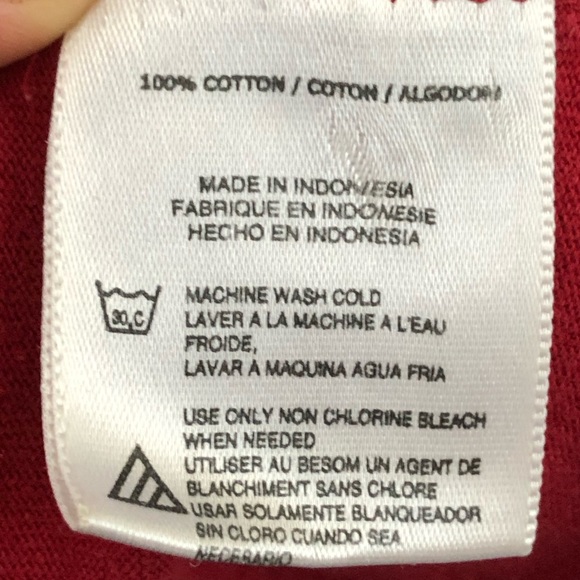 100% COTTON / COTON / ALGODON
MADE IN INDONESIA
FABRIQUE EN INDONESIE
HECHO EN INDONESIA
30,C
MACHINE WASH COLD
LAVER A LA MACHINE A L'EAU
FROIDE,
LAVAR A MAQUINA AGUA FRIA
USE ONLY NON CHLORINE BLEACH
WHEN NEEDED
UTILISER AU BESOM UN AGENT DE
BLANCHIMENT SANS CHLORE
USAR SOLAMENTE BLANQUEADOR
SIN CLORO CUANDO SEA
NECESARIO